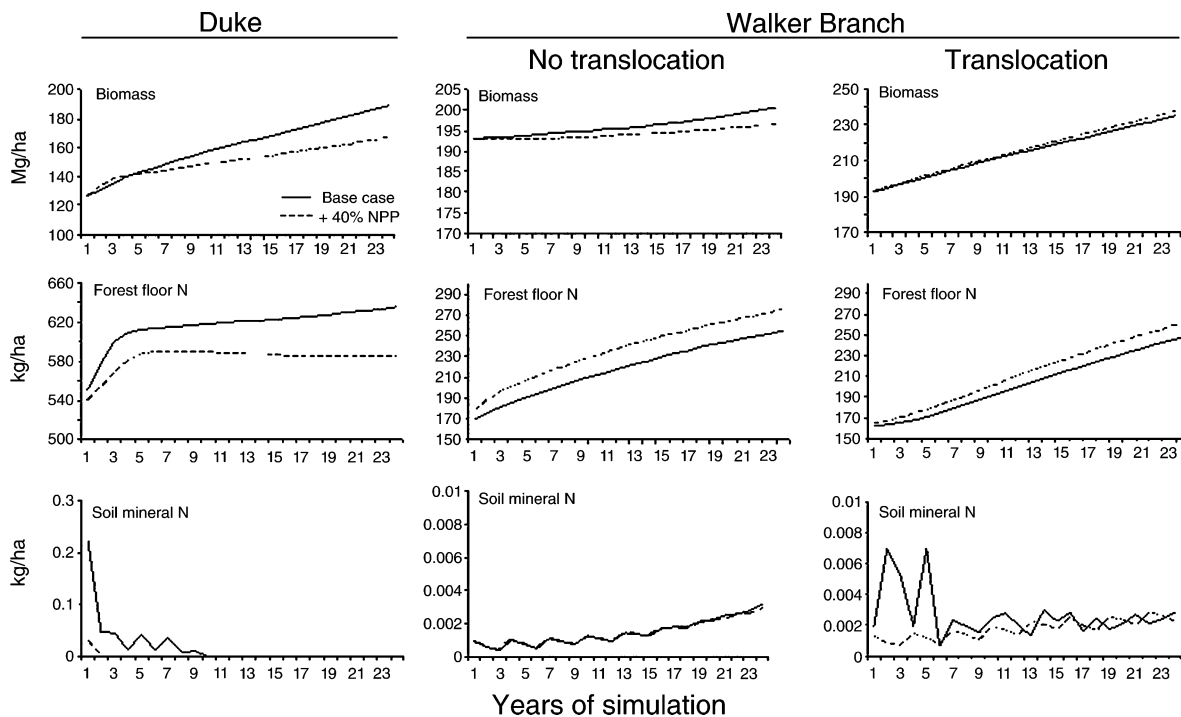 Duke
Walker Branch
No translocation
Translocation
Mg/ha
200
180
160
140
120
100
Biomass
Base case
+ 40% NPP
1 3 5 7 9 11 13 15 17 19 21 23
205
200
195
190
185
180
175
170
Biomass
1 3 5 7 9 11 13 15 17 19 21 23
250
230
210
190
170
Biomass
1 3 5 7 9 11 13 15 17 19 21 23
kg/ha
660
620
580
540
500
Forest floor N
1 3 5 7 9 11 13 15 17 19 21 23
290
270
250
230
210
190
170
150
Forest floor N
1 3 5 7 9 11 13 15 17 19 21 23
290
270
250
230
210
190
170
150
Forest floor N
1 3 5 7 9 11 13 15 17 19 21 23
kg/ha
0.3
0.2
0.1
0
Soil mineral N
1 3 5 7 9 11 13 15 17 19 21 23
0.01
0.008
0.006
0.004
0.002
0
Soil mineral N
1 3 5 7 9 11 13 15 17 19 21 23
0.01
0.008
0.006
0.004
0.002
0
Soil mineral N
1 3 5 7 9 11 13 15 17 19 21 23
Years of simulation